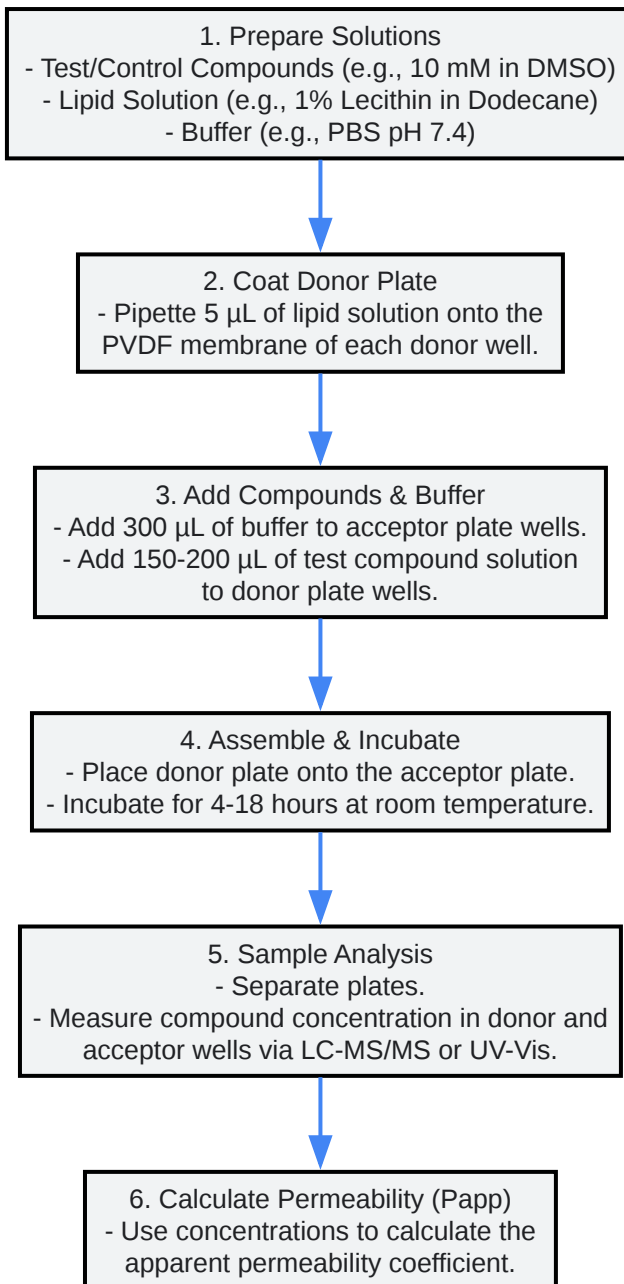 1. Prepare Solutions
- Test/Control Compounds (e.g., 10 mM in DMSO)
- Lipid Solution (e.g., 1% Lecithin in Dodecane)
- Buffer (e.g., PBS pH 7.4)
2. Coat Donor Plate
- Pipette 5 µL of lipid solution onto the
PVDF membrane of each donor well.
3. Add Compounds & Buffer
- Add 300 µL of buffer to acceptor plate wells.
- Add 150-200 µL of test compound solution
to donor plate wells.
4. Assemble & Incubate
- Place donor plate onto the acceptor plate.
- Incubate for 4-18 hours at room temperature.
5. Sample Analysis
- Separate plates.
- Measure compound concentration in donor and
acceptor wells via LC-MS/MS or UV-Vis.
6. Calculate Permeability (Papp)
- Use concentrations to calculate the
apparent permeability coefficient.